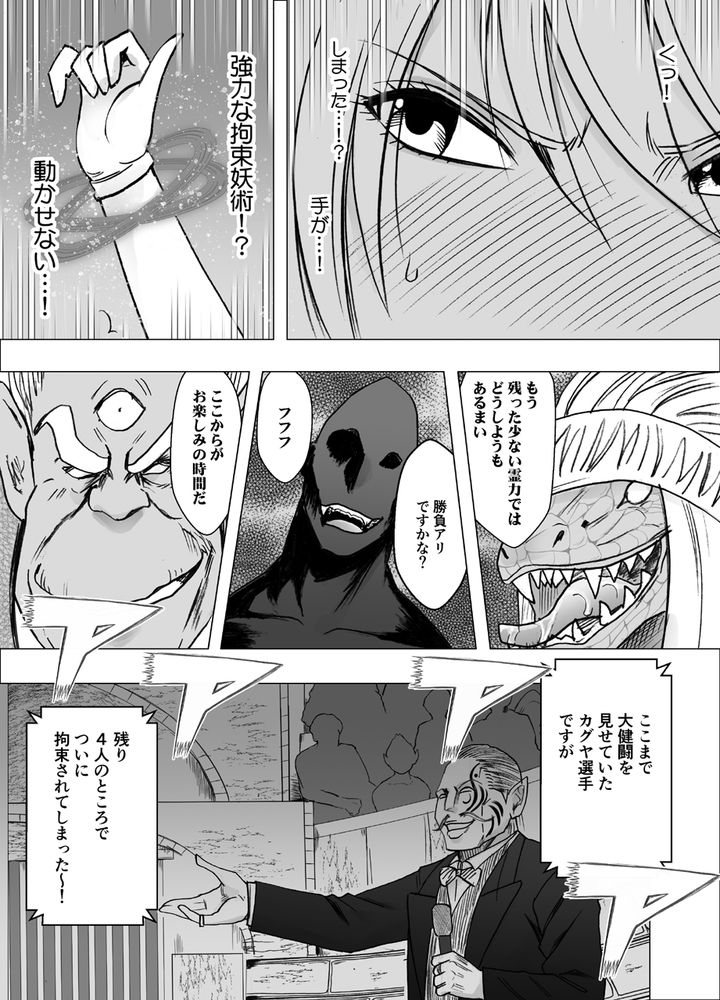 くっ！
しまった…！？
手が…！
強力な拘束妖術！？
動かせない…！
もう
残った少ない霊力では
どうしようも
あるまい
勝負アリ
ですかな？
フフフ
ここからが
お楽しみの時間だ
ここまで
大健闘を
見せていた
カグヤ選手
ですが
残り
４人のところで
ついに
拘束されてしまった〜！
ワ
ワ
ワ
ワ
ワ